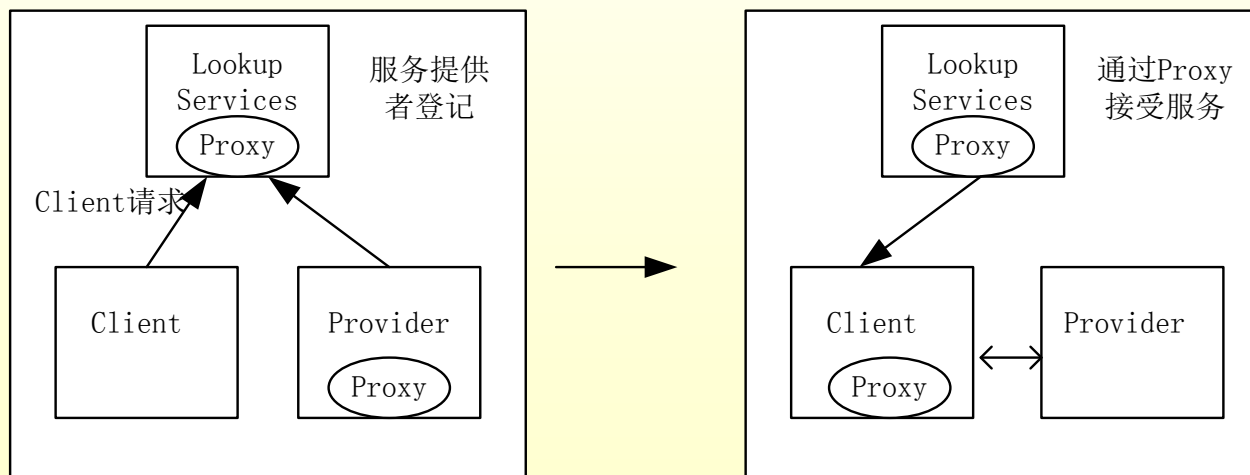 Lookup
Services
Proxy
服务提供
者登记
Client请求
Client
Provider
Proxy
Lookup
Services
Proxy
通过Proxy
接受服务
Client
Proxy
Provider